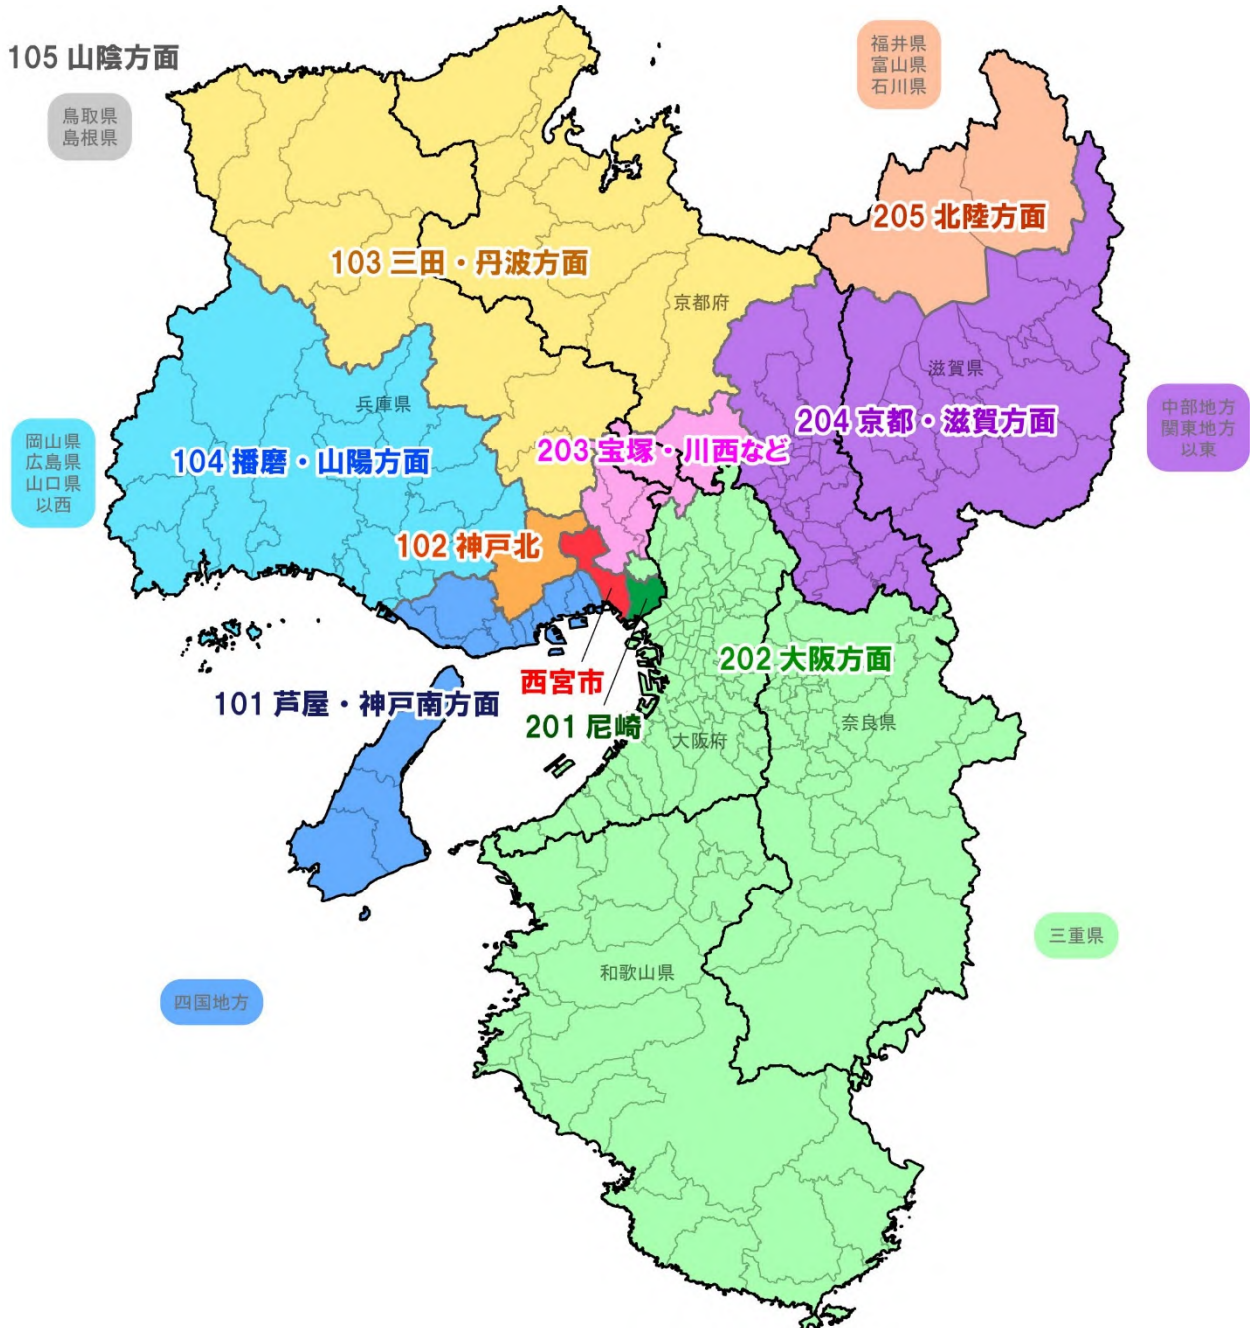 105 山陰方面
鳥取県
島根県
福井県
富山県
石川県
205 北陸方面
103 三田・丹波方面
京都府
滋賀県
兵庫県
204 京都・滋賀方面
中部地方
関東地方
以東
203 宝塚・川西など
104 播磨・山陽方面
岡山県
広島県
山口県
以西
102 神戸北
202 大阪方面
西宮市
101 芦屋・神戸南方面
201 尼崎
大阪府
奈良県
三重県
和歌山県
四国地方